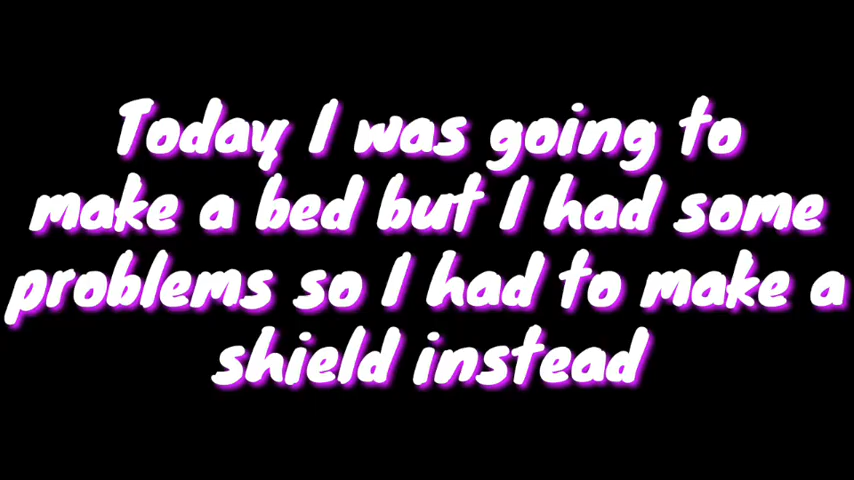 Today I was going to
make a bed but I had some
problems so I had to make a
shield instead